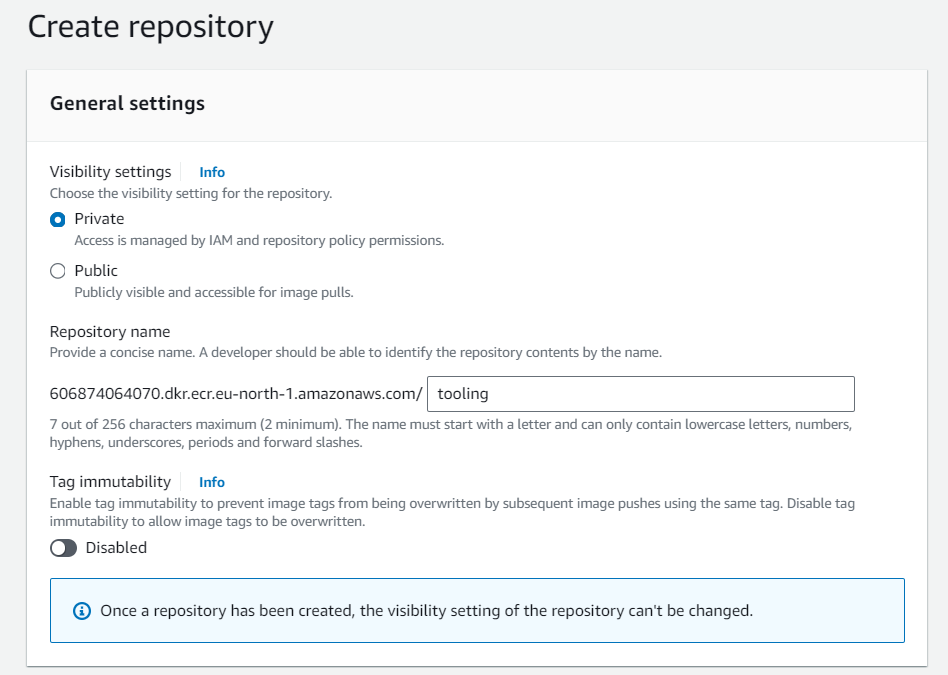 Create repository
General settings
Visibility settings Info
Choose the visibility setting for the repository.
Private
Access is managed by IAM and repository policy permissions.
Public
Publicly visible and accessible for image pulls.
Repository name
Provide a concise name. A developer should be able to identify the repository contents by the name.
606874064070.dkr.ecr.eu-north-1.amazonaws.com/ tooling
7 out of 256 characters maximum (2 minimum). The name must start with a letter and can only contain lowercase letters, numbers,
hyphens, underscores, periods and forward slashes.
Tag immutability Info
Enable tag immutability to prevent image tags from being overwritten by subsequent image pushes using the same tag. Disable tag
immutability to allow image tags to be overwritten.
Disabled
Once a repository has been created, the visibility setting of the repository can't be changed.